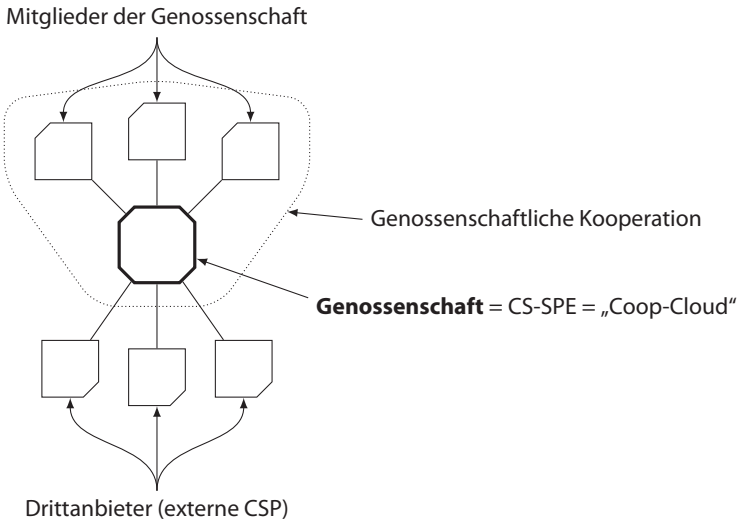 Mitglieder der Genossenschaft
Genossenschaftliche Kooperation
Genossenschaft = CS-SPE = „Coop-Cloud“
Drittanbieter (externe CSP)